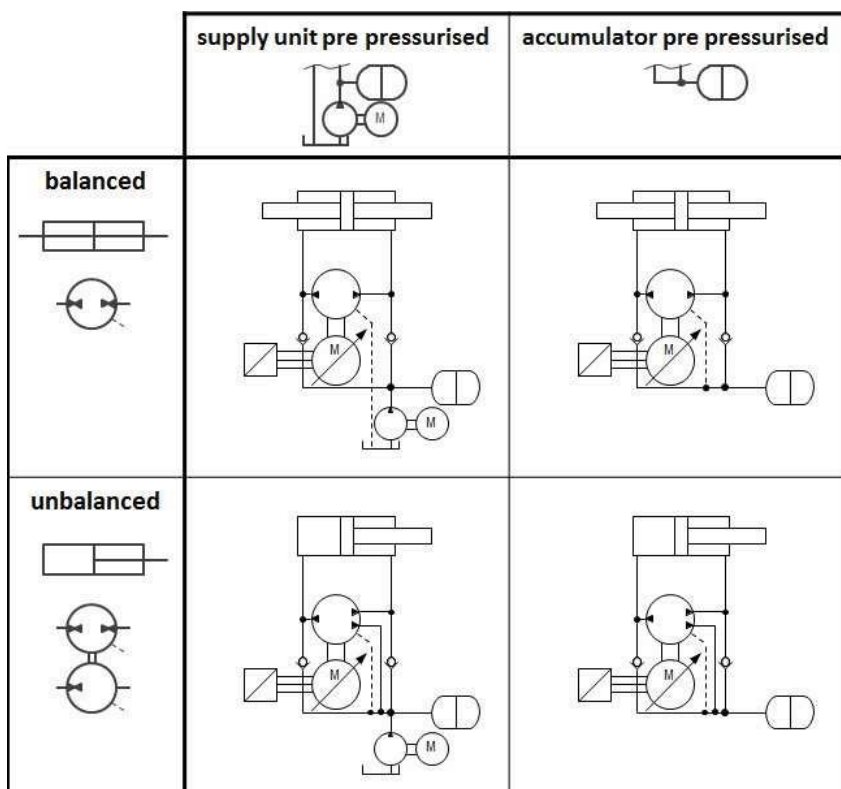 supply unit pre pressurised
accumulator pre pressurised
M
balanced
M
M
M
unbalanced
M
M
M